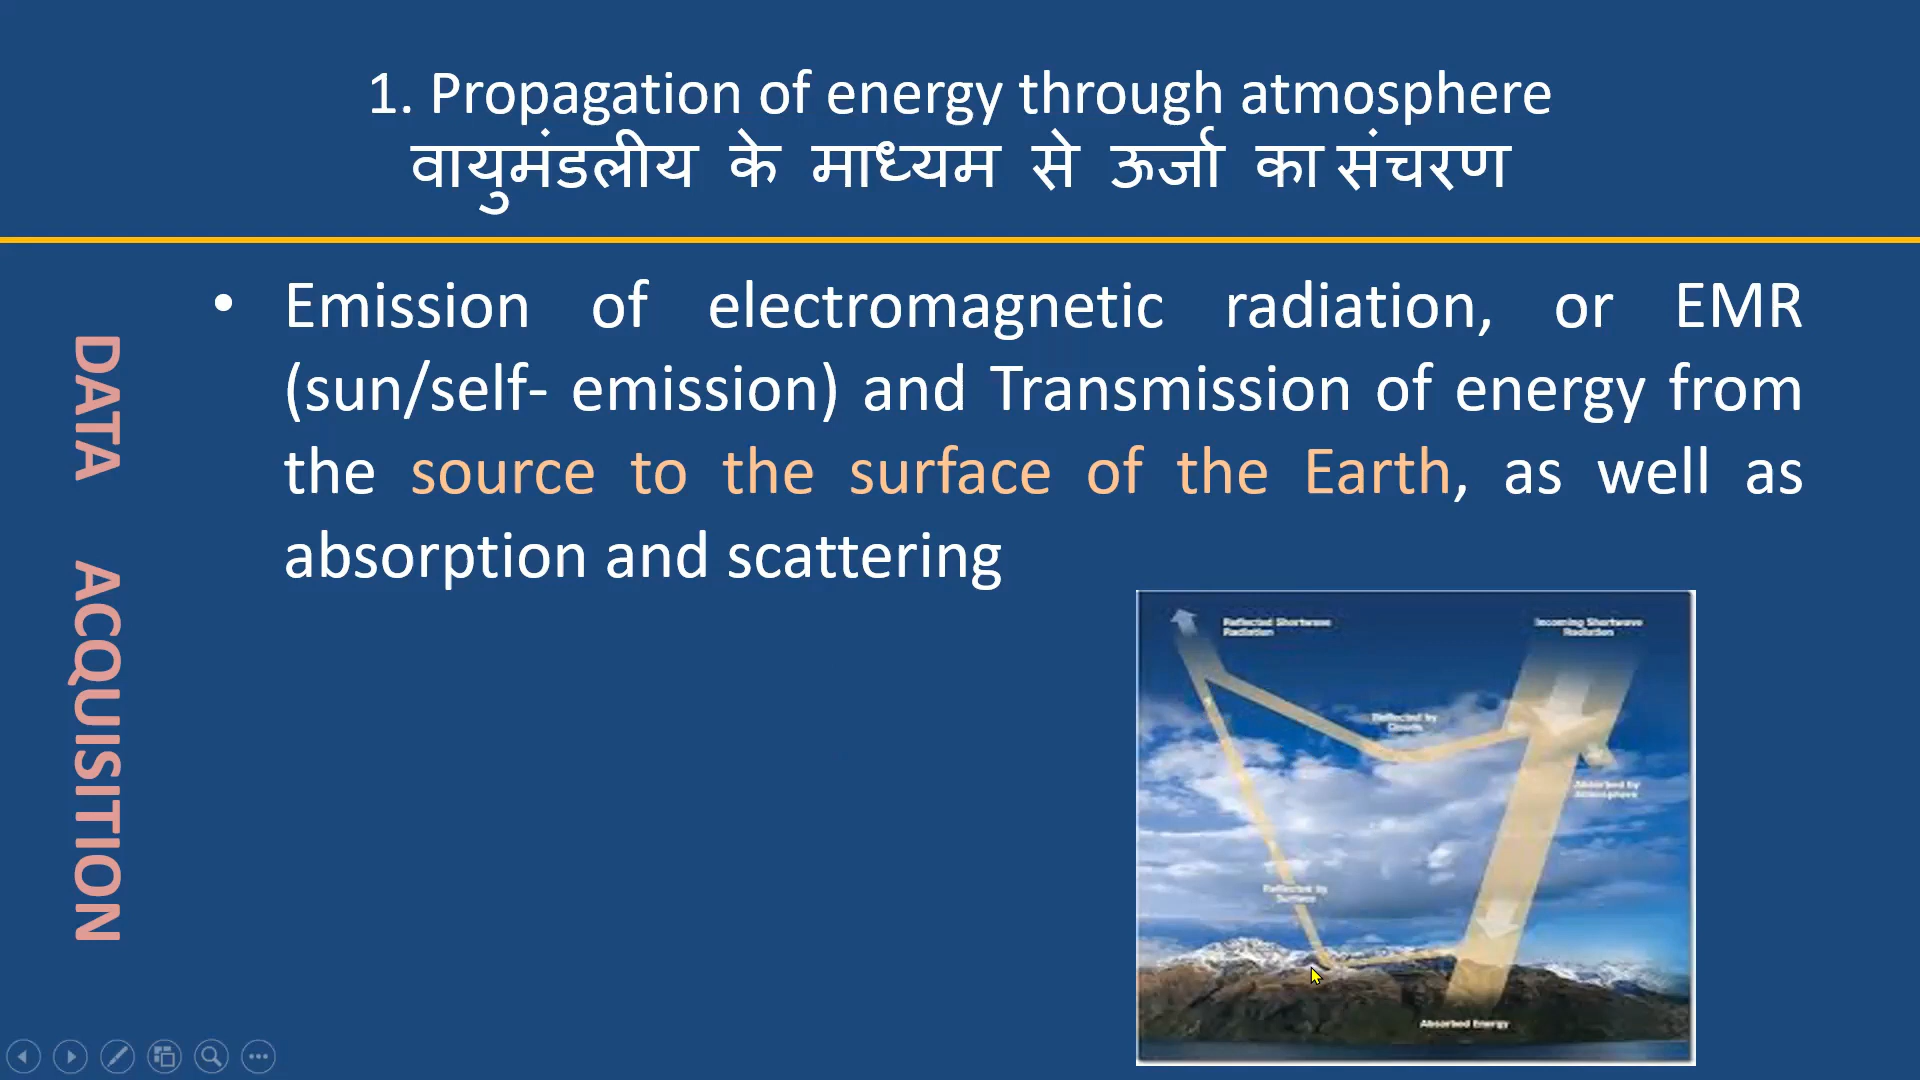 1. Propagation of energy through atmosphere
वायुमंडलीय के माध्यम से ऊर्जा का संचरण
DATA ACQUISITION
• Emission of electromagnetic radiation, or EMR
(sun/self- emission) and Transmission of energy from
the source to the surface of the Earth, as well as
absorption and scattering
Reflected Shortwave
Radiation
Incoming Shortwave
Radiation
Reflected by
Clouds
Absorbed by
Atmosphere
Reflected by
Surface
Absorbed Energy